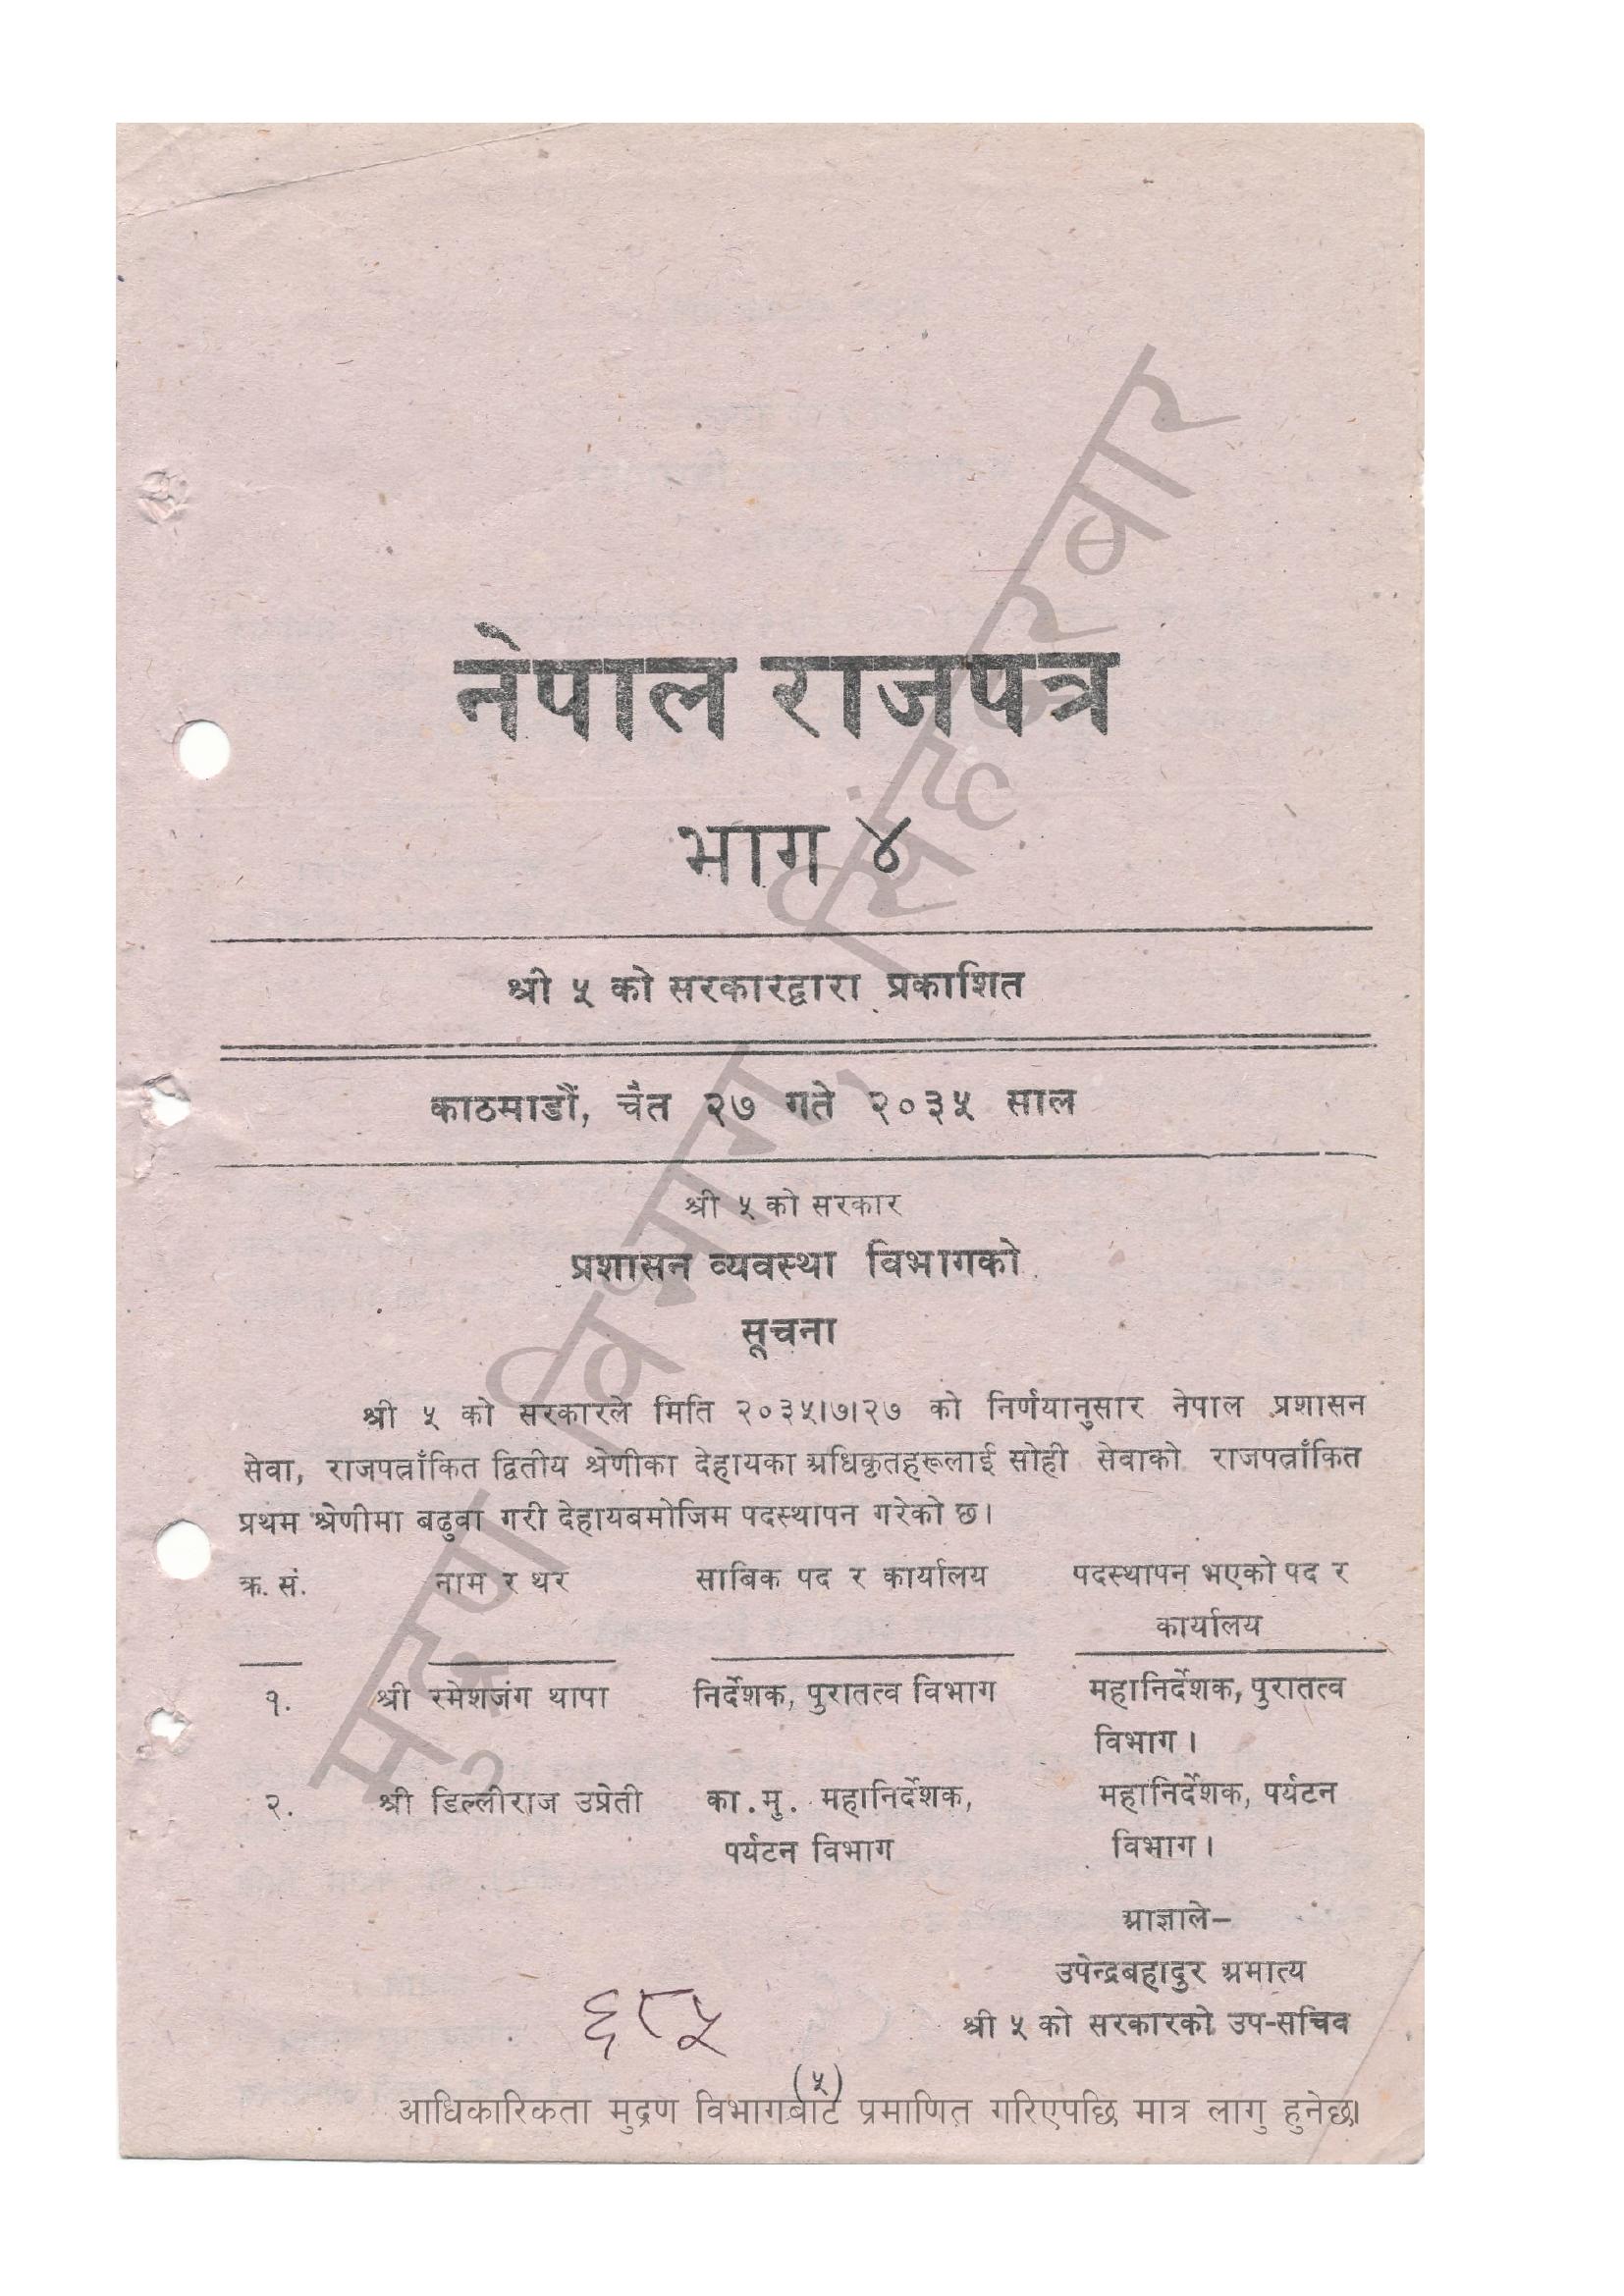 नेपाल राजपत्र
भाग ४
श्री ५ को सरकारद्वारा प्रकाशित
काठमाडौं, चैत २७ गते २०३५ साल
श्री ५ को सरकार
प्रशासन व्यवस्था विभागको
सूचना
श्री ५ को सरकारले मिति २०३५।७।२७ को निर्णयानुसार नेपाल प्रशासन
सेवा, राजपत्राँकित द्वितीय श्रेणीका देहायका अधिकृतहरूलाई सोही सेवाको राजपत्राँकित
प्रथम श्रेणीमा बढुवा गरी देहायबमोजिम पदस्थापन गरेको छ।
क्र. सं. नाम र थर साबिक पद र कार्यालय पदस्थापन भएको पद र
कार्यालय
१. श्री रमेशजंग थापा निर्देशक, पुरातत्व विभाग महानिर्देशक, पुरातत्व
विभाग।
२. श्री डिल्लीराज उप्रेती का.मु. महानिर्देशक, महानिर्देशक, पर्यटन
पर्यटन विभाग विभाग।
आज्ञाले–
उपेन्द्रबहादुर अमात्य
श्री ५ को सरकारको उप-सचिव
६८५
(५)
आधिकारिकता मुद्रण विभागबाट प्रमाणित गरिएपछि मात्र लागु हुनेछ।
मुद्रण विभाग, सिंहदरवार